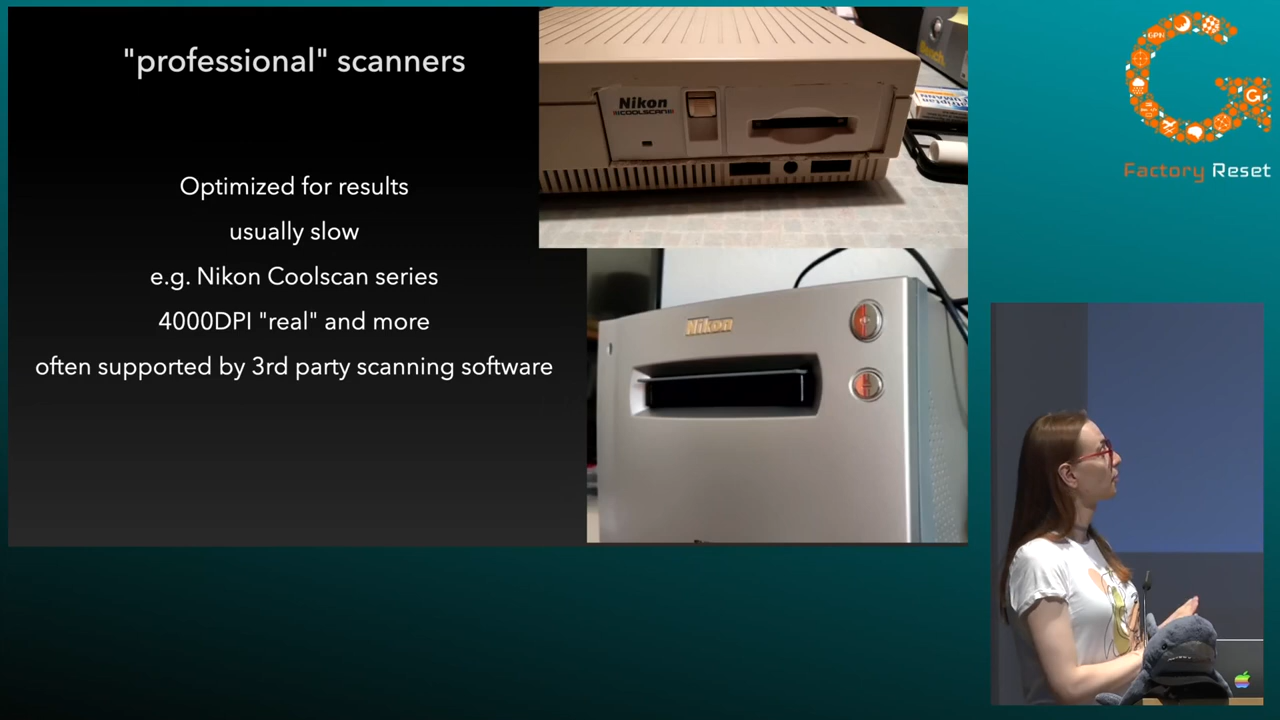 "professional" scanners
Optimized for results
usually slow
e.g. Nikon Coolscan series
4000DPI "real" and more
often supported by 3rd party scanning software
Nikon
COOLSCAN
Nikon
GPN
G
Factory Reset